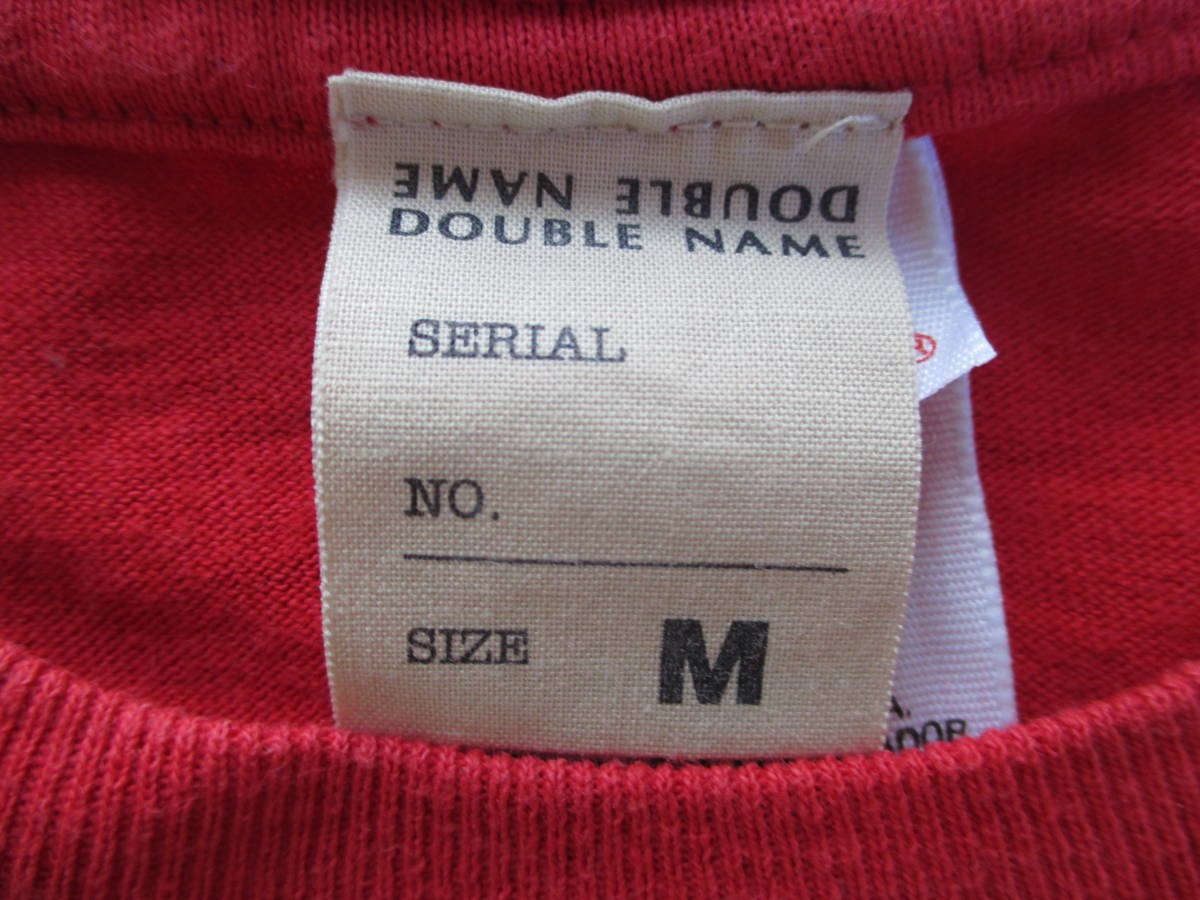 DOUBLE NAME
DOUBLE NAME
SERIAL
®
NO.
SIZE M